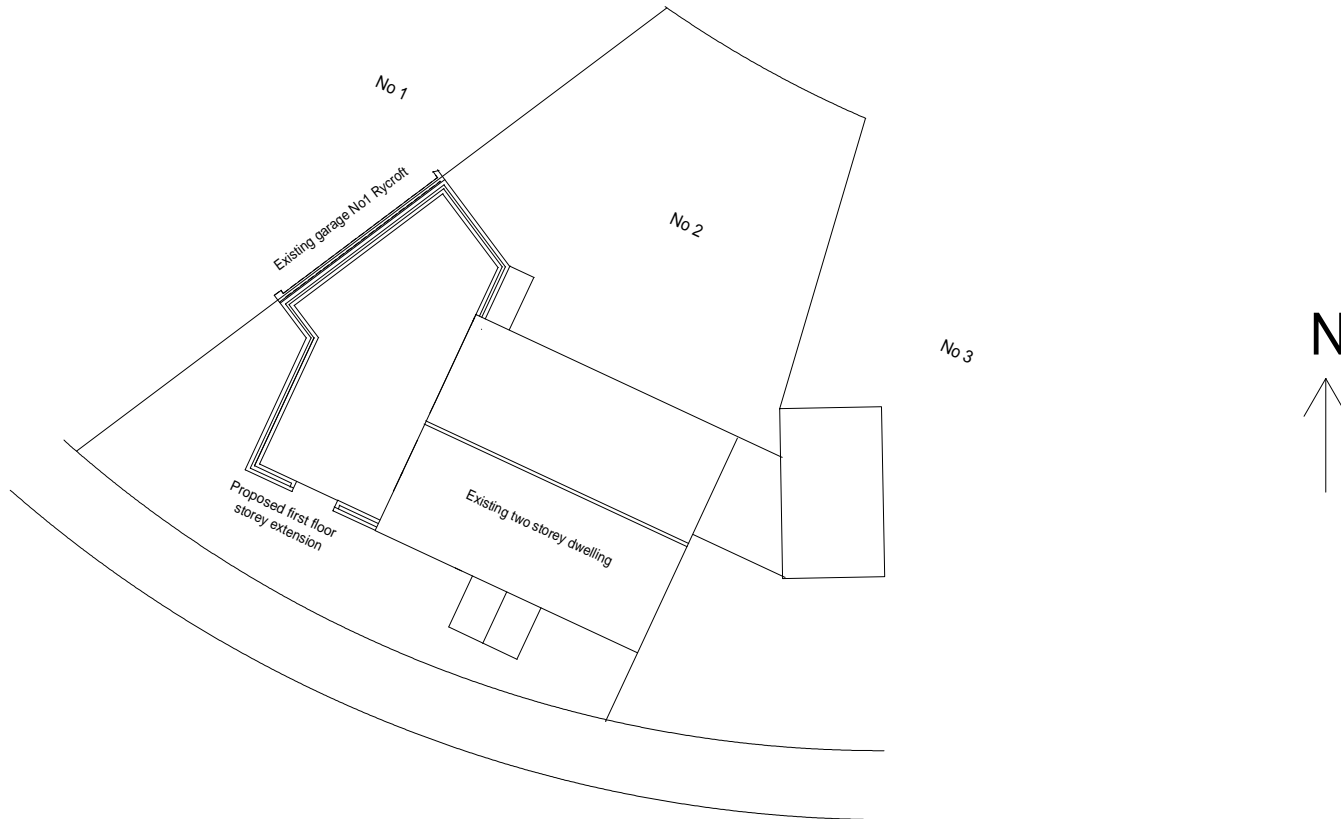 No 1
Existing garage No1 Rycroft
No 2
No 3
N
Proposed first floor
storey extension
Existing two storey dwelling